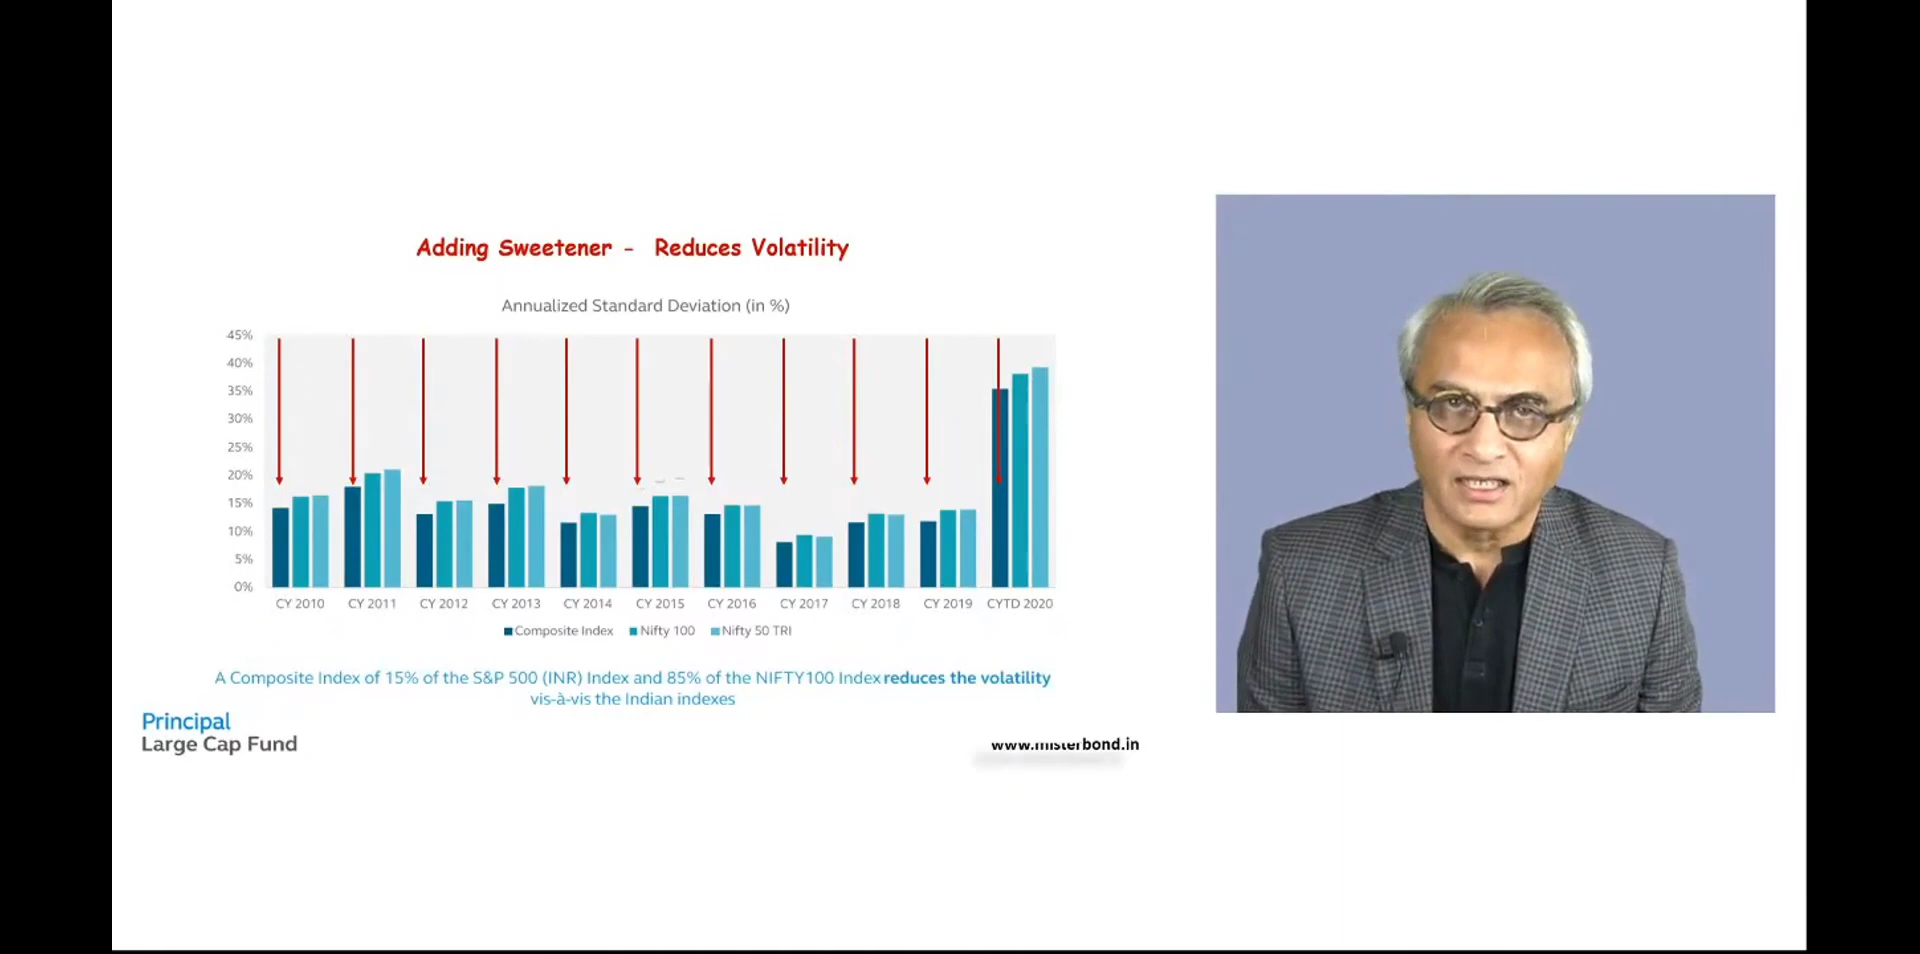 Adding Sweetener - Reduces Volatility
Annualized Standard Deviation (in %)
45%
40%
35%
30%
25%
20%
15%
10%
5%
0%
CY 2010 CY 2011 CY 2012 CY 2013 CY 2014 CY 2015 CY 2016 CY 2017 CY 2018 CY 2019 CYTD 2020
Composite Index Nifty 100 Nifty 50 TRI
A Composite Index of 15% of the S&P 500 (INR) Index and 85% of the NIFTY100 Index reduces the volatility
vis-à-vis the Indian indexes
Principal
Large Cap Fund
www.misterbond.in